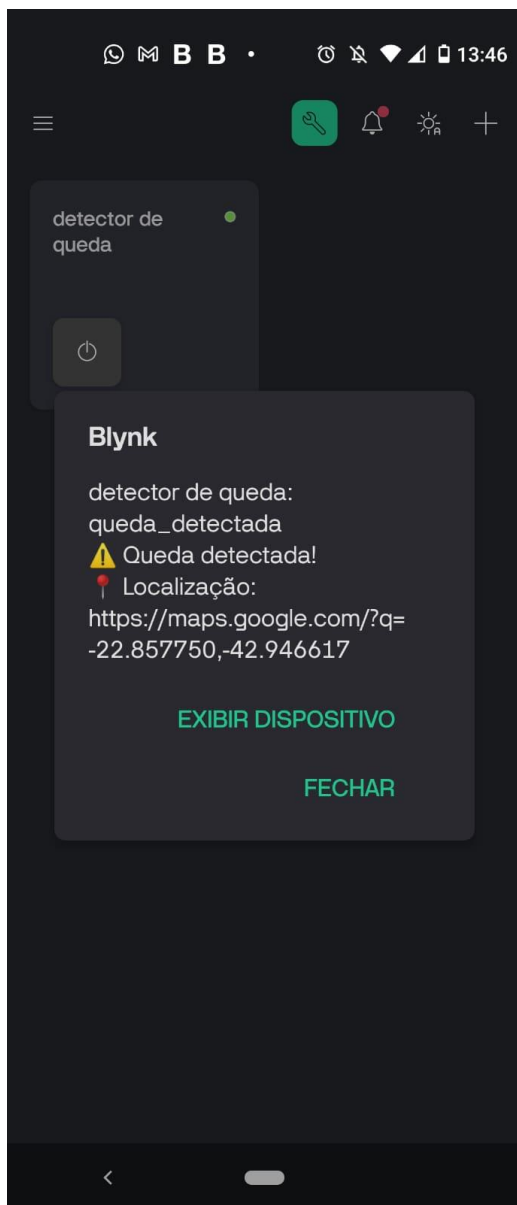 B B • 13:46
A
detector de
queda
Blynk
detector de queda:
queda_detectada
⚠️ Queda detectada!
📍 Localização:
https://maps.google.com/?q=
-22.857750,-42.946617
EXIBIR DISPOSITIVO
FECHAR